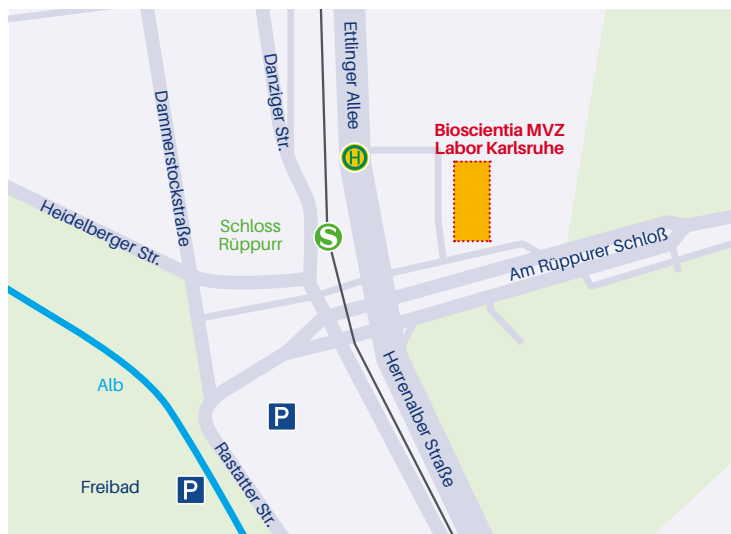 Ettlinger Allee
Danziger Str.
Dammerstockstraße
H
Bioscientia MVZ
Labor Karlsruhe
Heidelberger Str.
Schloss
Rüppurr
S
Am Rüppurer Schloß
Alb
Herrenalber Straße
P
Rastatter Str.
Freibad
P